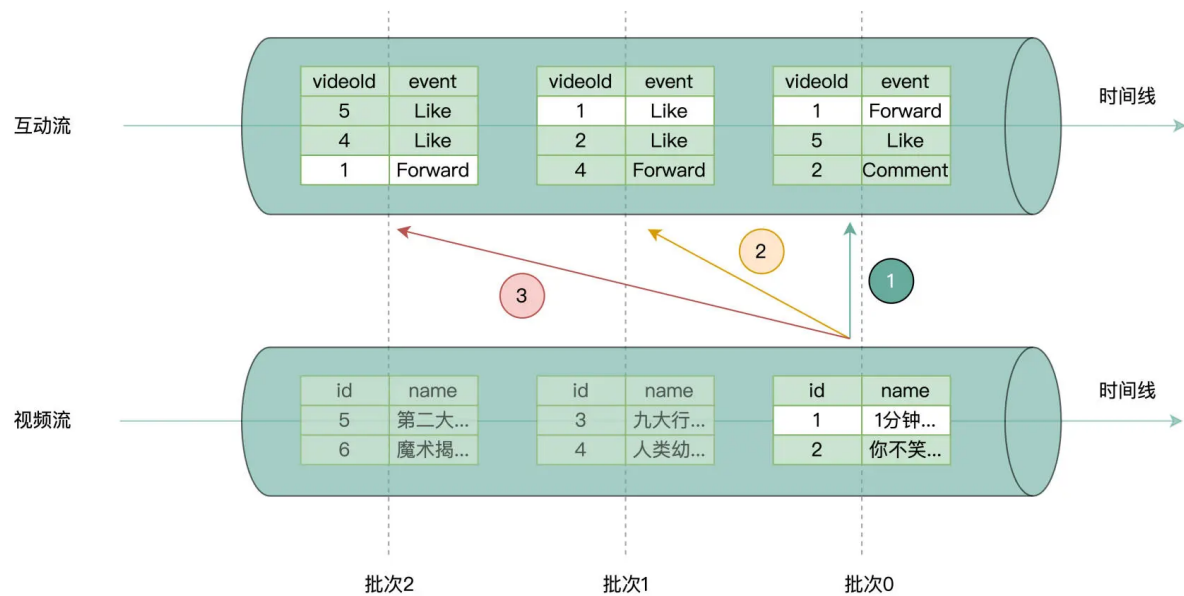 videoId event
5 Like
4 Like
1 Forward
videoId event
1 Like
2 Like
4 Forward
videoId event
1 Forward
5 Like
2 Comment
时间线
互动流
1
2
3
id name
5 第二大...
6 魔术揭...
id name
3 九大行...
4 人类幼...
id name
1 1分钟...
2 你不笑...
时间线
视频流
批次2
批次1
批次0